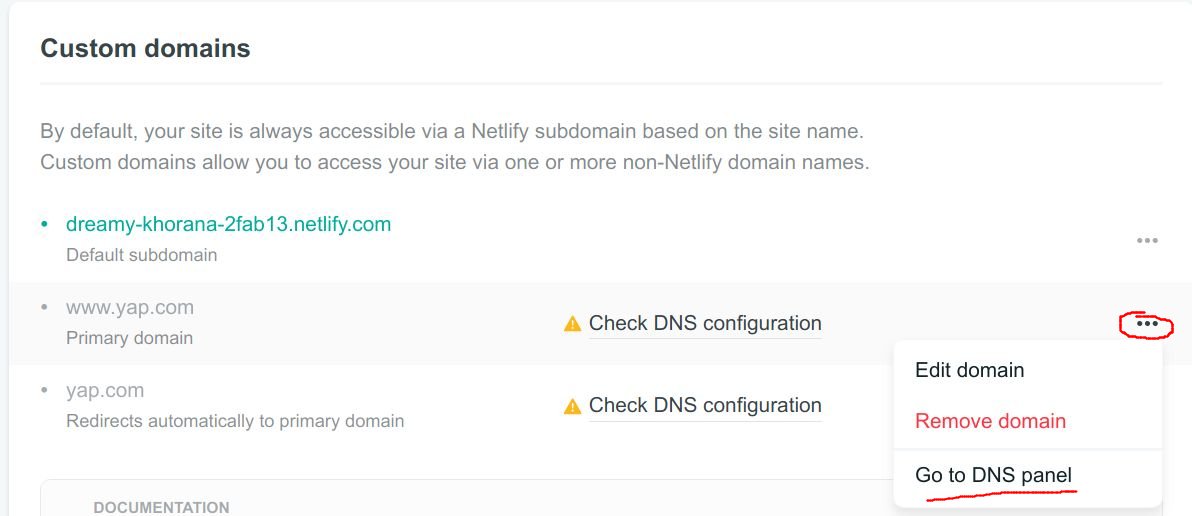 Custom domains
By default, your site is always accessible via a Netlify subdomain based on the site name.
Custom domains allow you to access your site via one or more non-Netlify domain names.
• dreamy-khorana-2fab13.netlify.com
Default subdomain
•••
• www.yap.com
Primary domain
Check DNS configuration
•••
Edit domain
Remove domain
Go to DNS panel
• yap.com
Redirects automatically to primary domain
Check DNS configuration
DOCUMENTATION